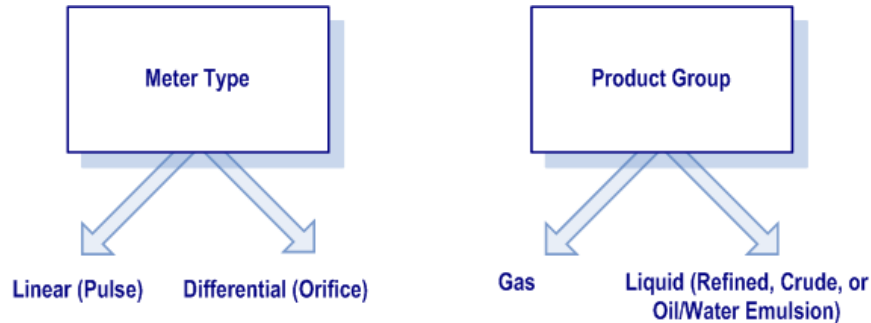 Meter Type
Product Group
Linear (Pulse)
Differential (Orifice)
Gas
Liquid (Refined, Crude, or
Oil/Water Emulsion)